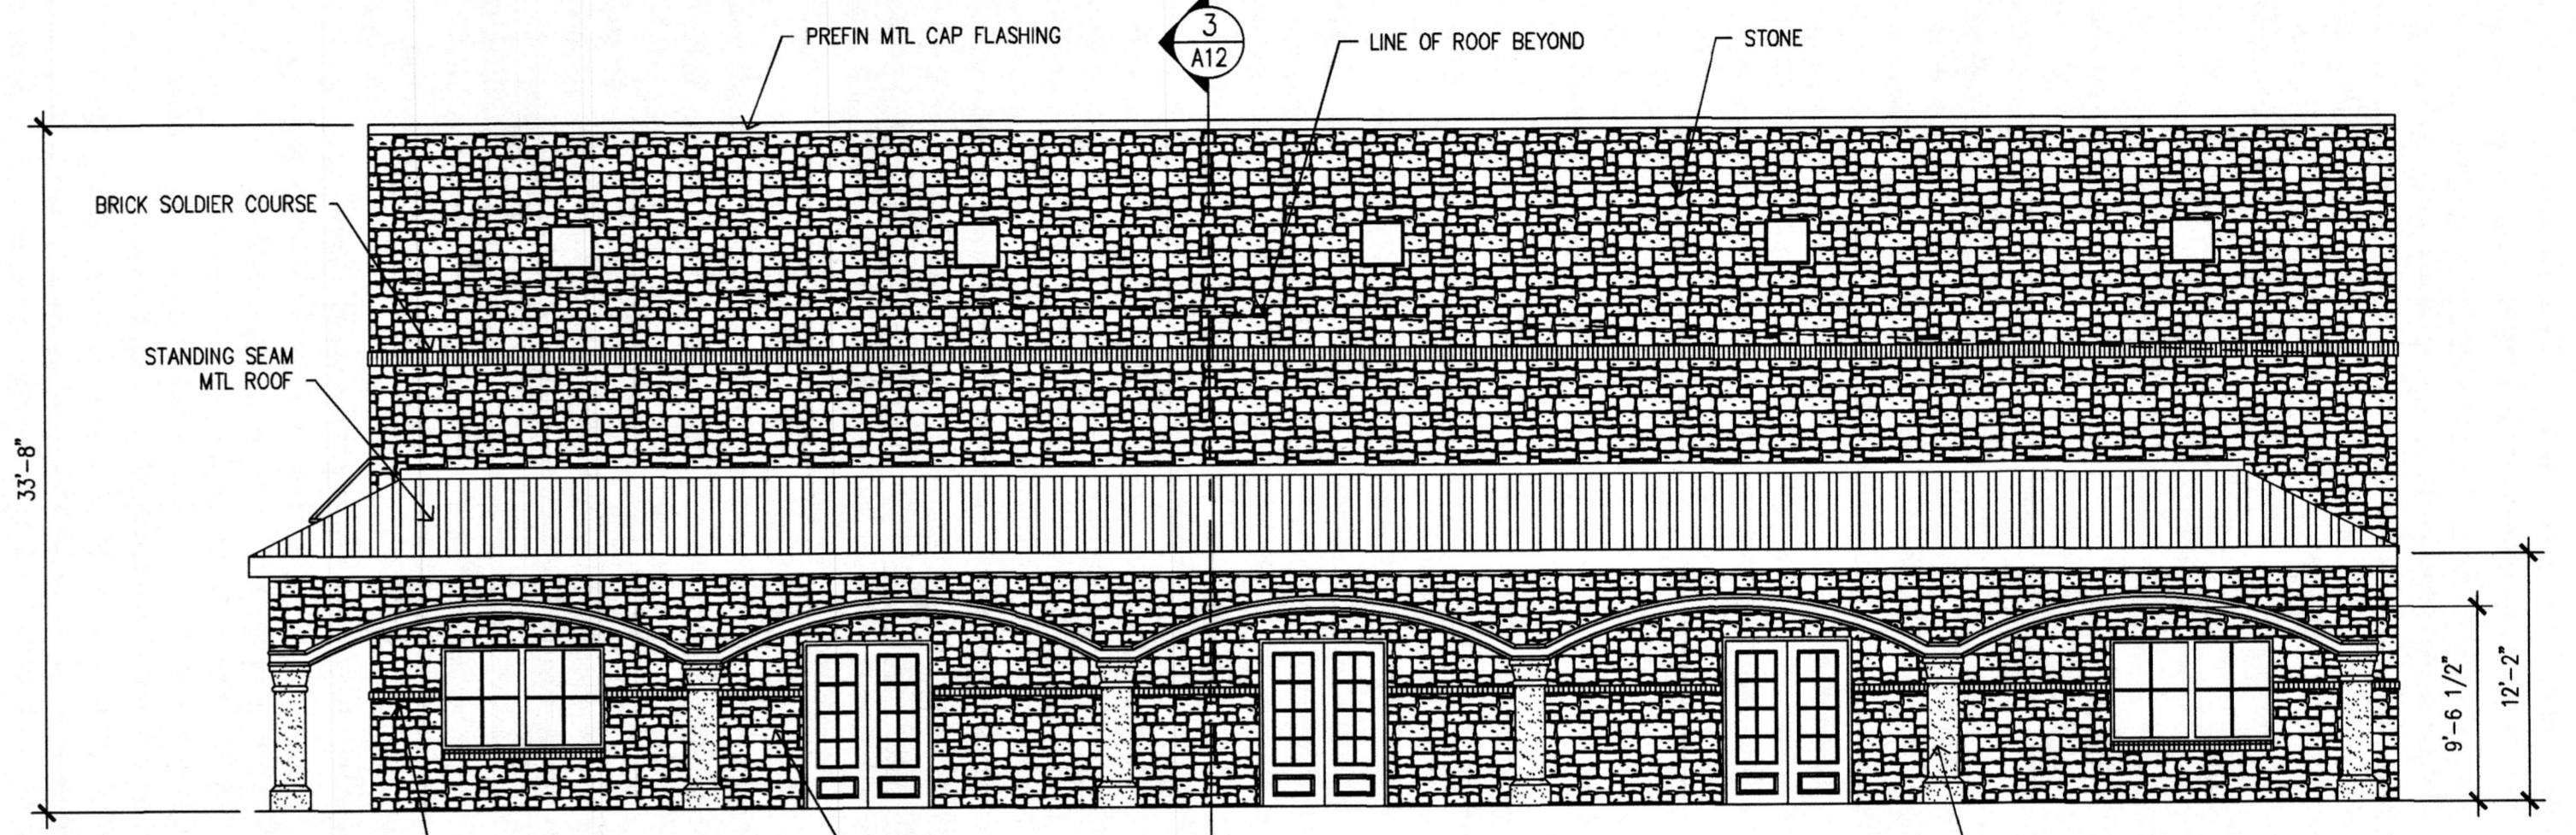 PREFIN MTL CAP FLASHING
3
A12
LINE OF ROOF BEYOND
STONE
BRICK SOLDIER COURSE
STANDING SEAM
MTL ROOF
33'-8"
9'-6 1/2"
12'-2"